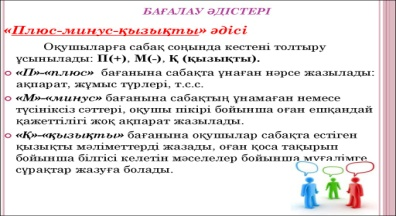 БАҒАЛАУ ӘДІСТЕРІ
«Плюс-минус-қызықты» әдісі
Оқушыларға сабақ соңында кестені толтыру
ұсынылады: П(+), М(-), Қ (қызықты).
«П»-«плюс» бағанына сабақта ұнаған нәрсе жазылады:
ақпарат, жұмыс түрлері, т.с.с.
«М»-«минус» бағанына сабақтың ұнамаған немесе
түсініксіз сәттері, оқушы пікірі бойынша оған ешқандай
қажеттілігі жоқ ақпарат жазылады.
«Қ»-«қызықты» бағанына оқушылар сабақта естіген
қызықты мәліметтерді жазады, оған қоса тақырып
бойынша білгісі келетін мәселелер бойынша мұғалімге
сұрақтар жазуға болады.